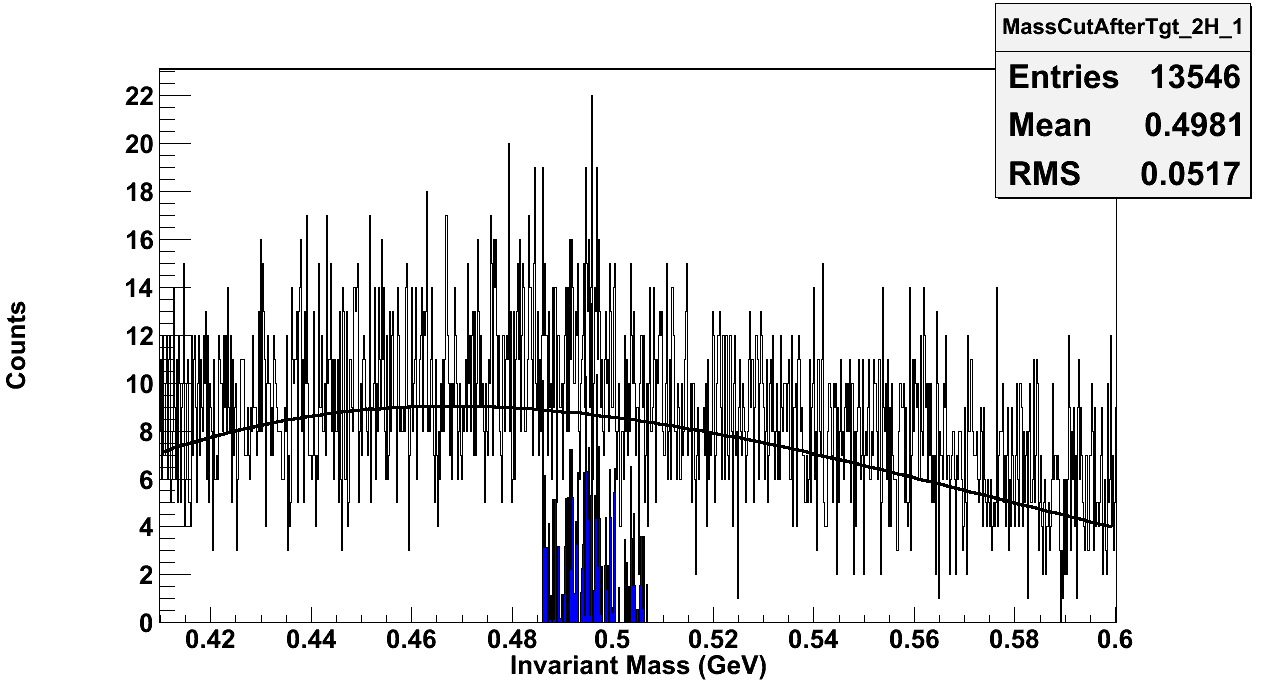 MassCutAfterTgt_2H_1
Entries 13546
Mean 0.4981
RMS 0.0517
22
20
18
16
14
12
10
8
6
4
2
0
Counts
0.42 0.44 0.46 0.48 0.5 0.52 0.54 0.56 0.58 0.6
Invariant Mass (GeV)